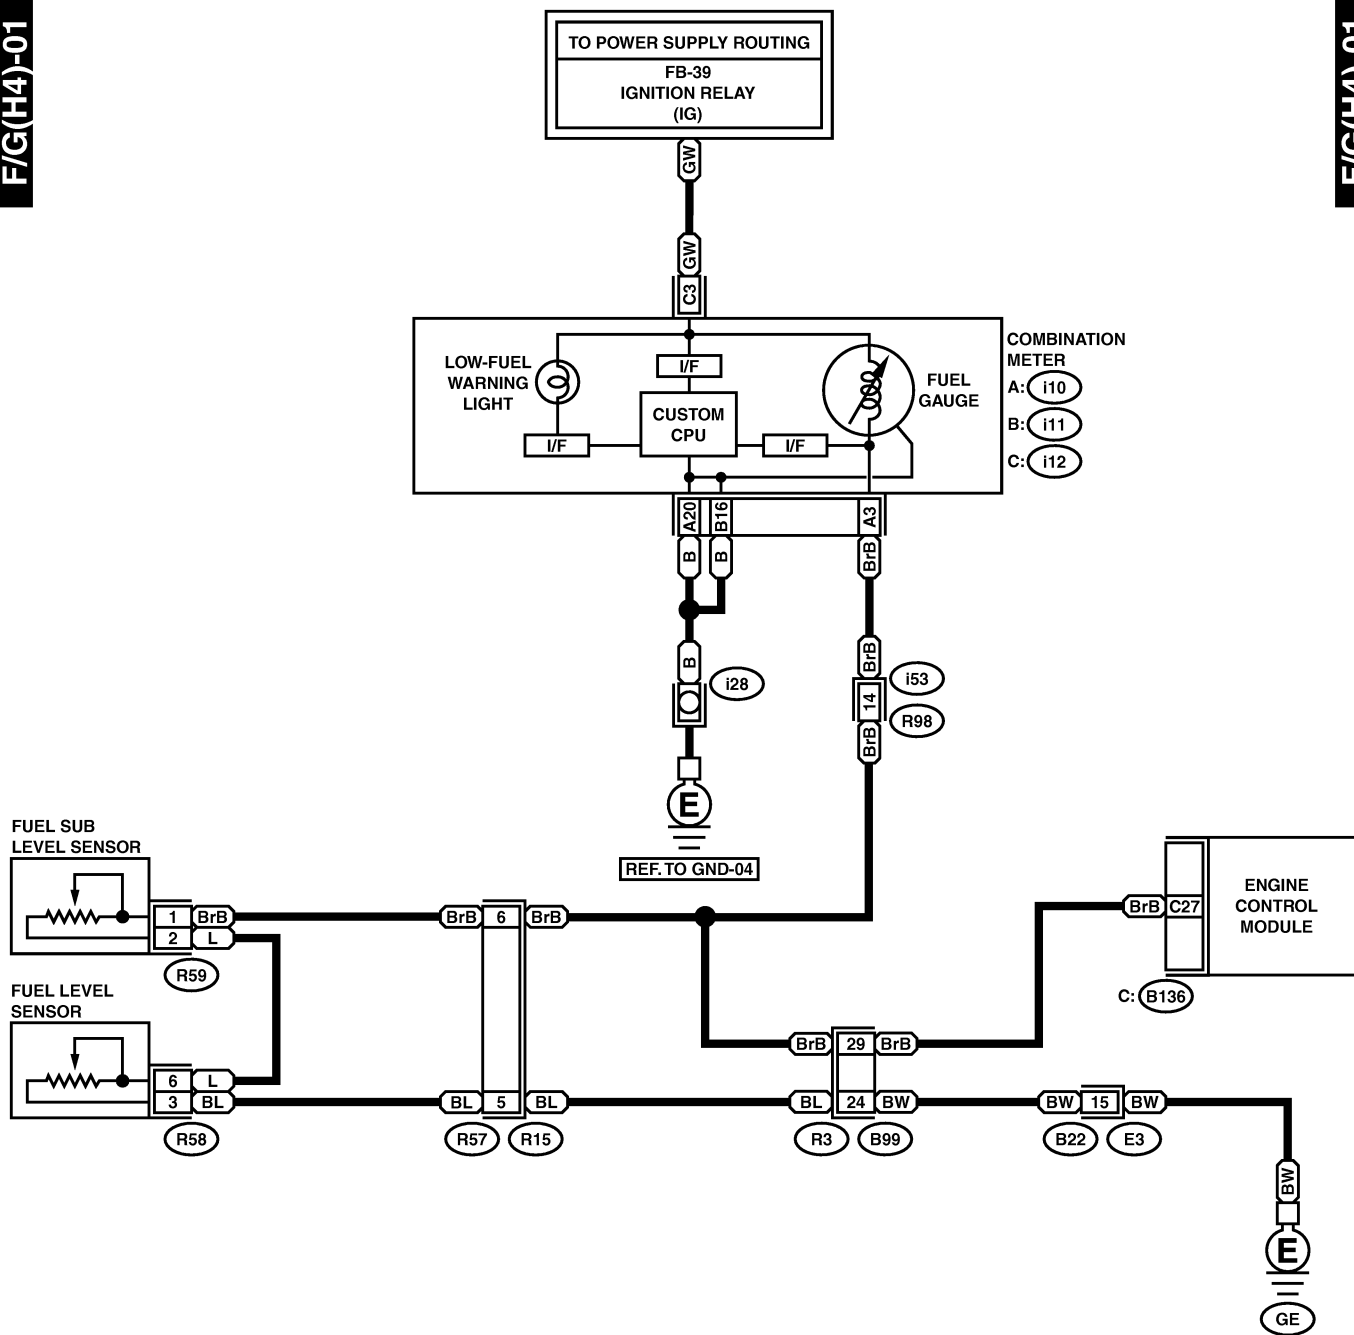 F/G(H4)-01
F/G(H4)-01
TO POWER SUPPLY ROUTING
FB-39
IGNITION RELAY
(IG)
GW
GW
C3
LOW-FUEL
WARNING
LIGHT
I/F
CUSTOM
CPU
I/F
I/F
FUEL
GAUGE
COMBINATION
METER
A: i10
B: i11
C: i12
A20
B16
A3
B
B
BrB
B
i28
BrB
i53
14
R98
BrB
E
REF. TO GND-04
FUEL SUB
LEVEL SENSOR
1 BrB
2 L
R59
BrB 6 BrB
ENGINE
CONTROL
MODULE
BrB C27
C: B136
FUEL LEVEL
SENSOR
6 L
3 BL
R58
BL 5 BL
R57 R15
BrB 29 BrB
BL 24 BW
R3 B99
BW 15 BW
B22 E3
BW
E
GE